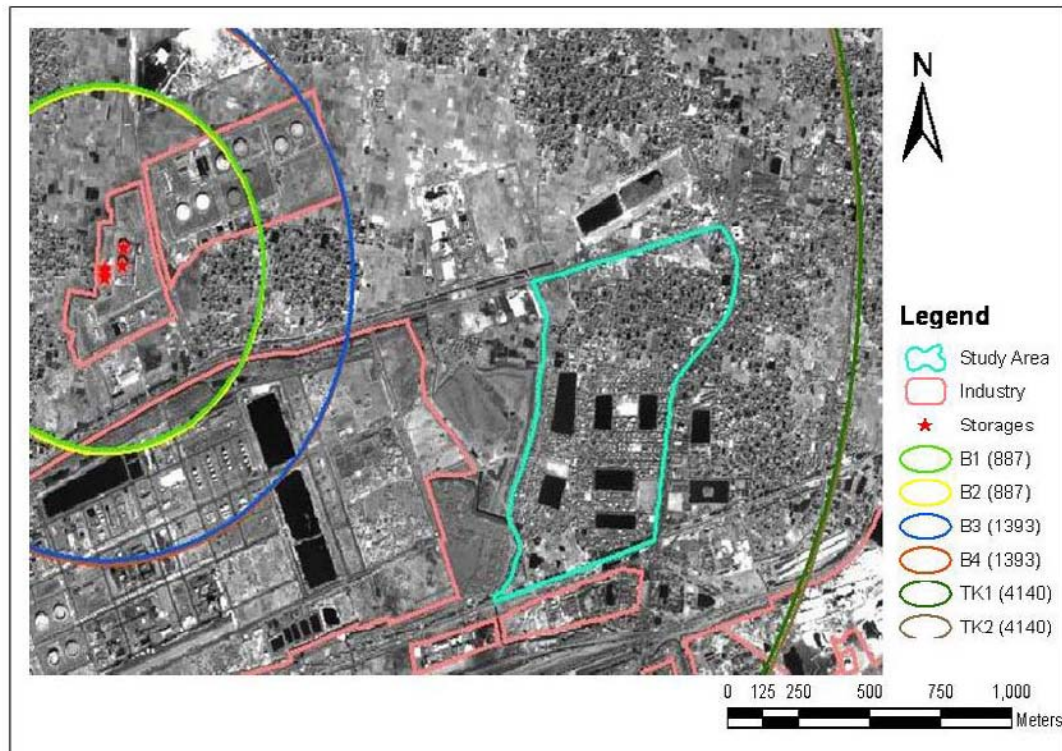 N
Legend
Study Area
Industry
Storages
B1 (887)
B2 (887)
B3 (1393)
B4 (1393)
TK1 (4140)
TK2 (4140)
0 125 250 500 750 1,000
Meters